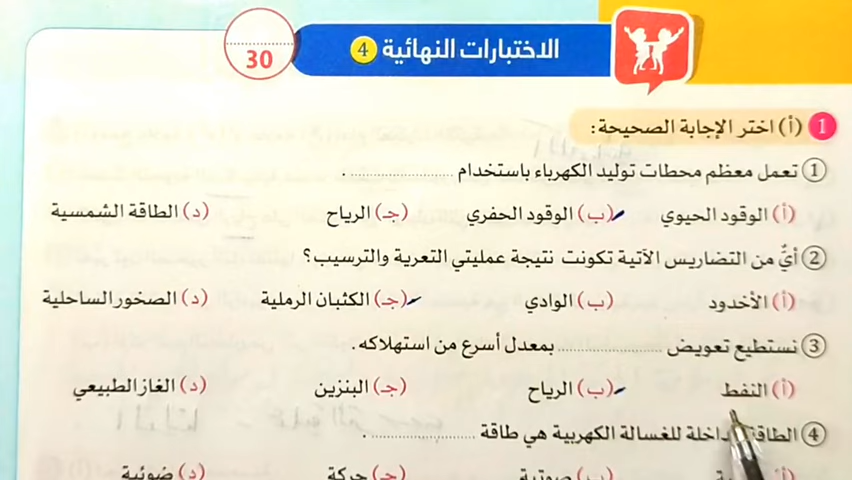 الاختبارات النهائية 4
30
1 (أ) اختر الإجابة الصحيحة:
① تعمل معظم محطات توليد الكهرباء باستخدام .................... .
(أ) الوقود الحيوي (ب) الوقود الحفري (جـ) الرياح (د) الطاقة الشمسية
② أيٌّ من التضاريس الآتية تكونت نتيجة عمليتي التعرية والترسيب؟
(أ) الأخدود (ب) الوادي (جـ) الكثبان الرملية (د) الصخور الساحلية
③ نستطيع تعويض .................... بمعدل أسرع من استهلاكه.
(أ) النفط (ب) الرياح (جـ) البنزين (د) الغاز الطبيعي
④ للغسالة الكهربية هي طاقة .................... .
(أ) (ب) صوتية (جـ) حركة (د) ضوئية